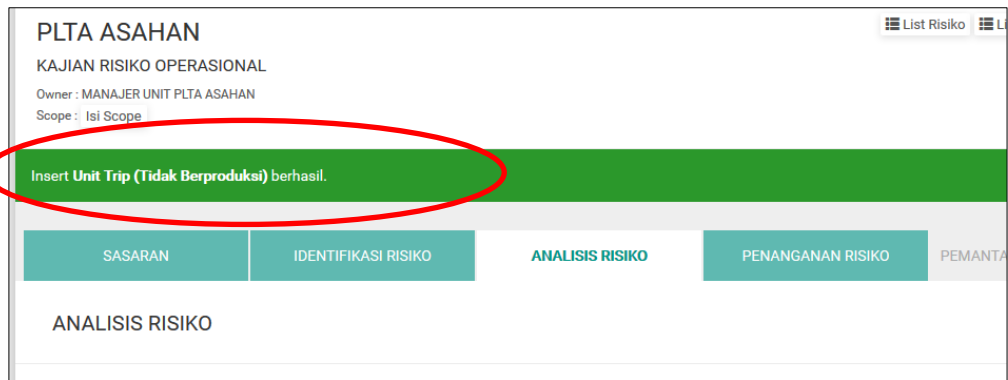 PLTA ASAHAN
List Risiko Li
KAJIAN RISIKO OPERASIONAL
Owner : MANAJER UNIT PLTA ASAHAN
Scope : Isi Scope
Insert Unit Trip (Tidak Berproduksi) berhasil.
SASARAN IDENTIFIKASI RISIKO ANALISIS RISIKO PENANGANAN RISIKO PEMANTA
ANALISIS RISIKO